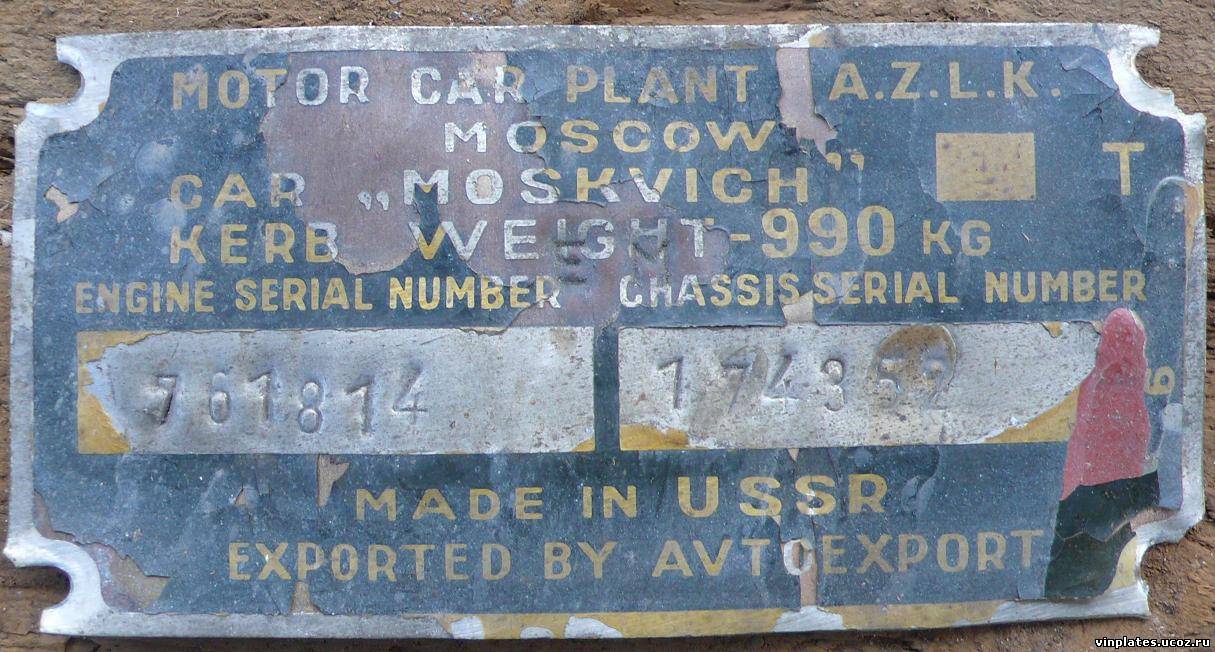 MOTOR CAR PLANT A.Z.L.K.
MOSCOW
CAR „MOSKVICH„ T
KERB WEIGHT-990 KG
ENGINE SERIAL NUMBER CHASSIS SERIAL NUMBER
761814 174352
MADE IN USSR
EXPORTED BY AVTOEXPORT
vinplates.ucoz.ru